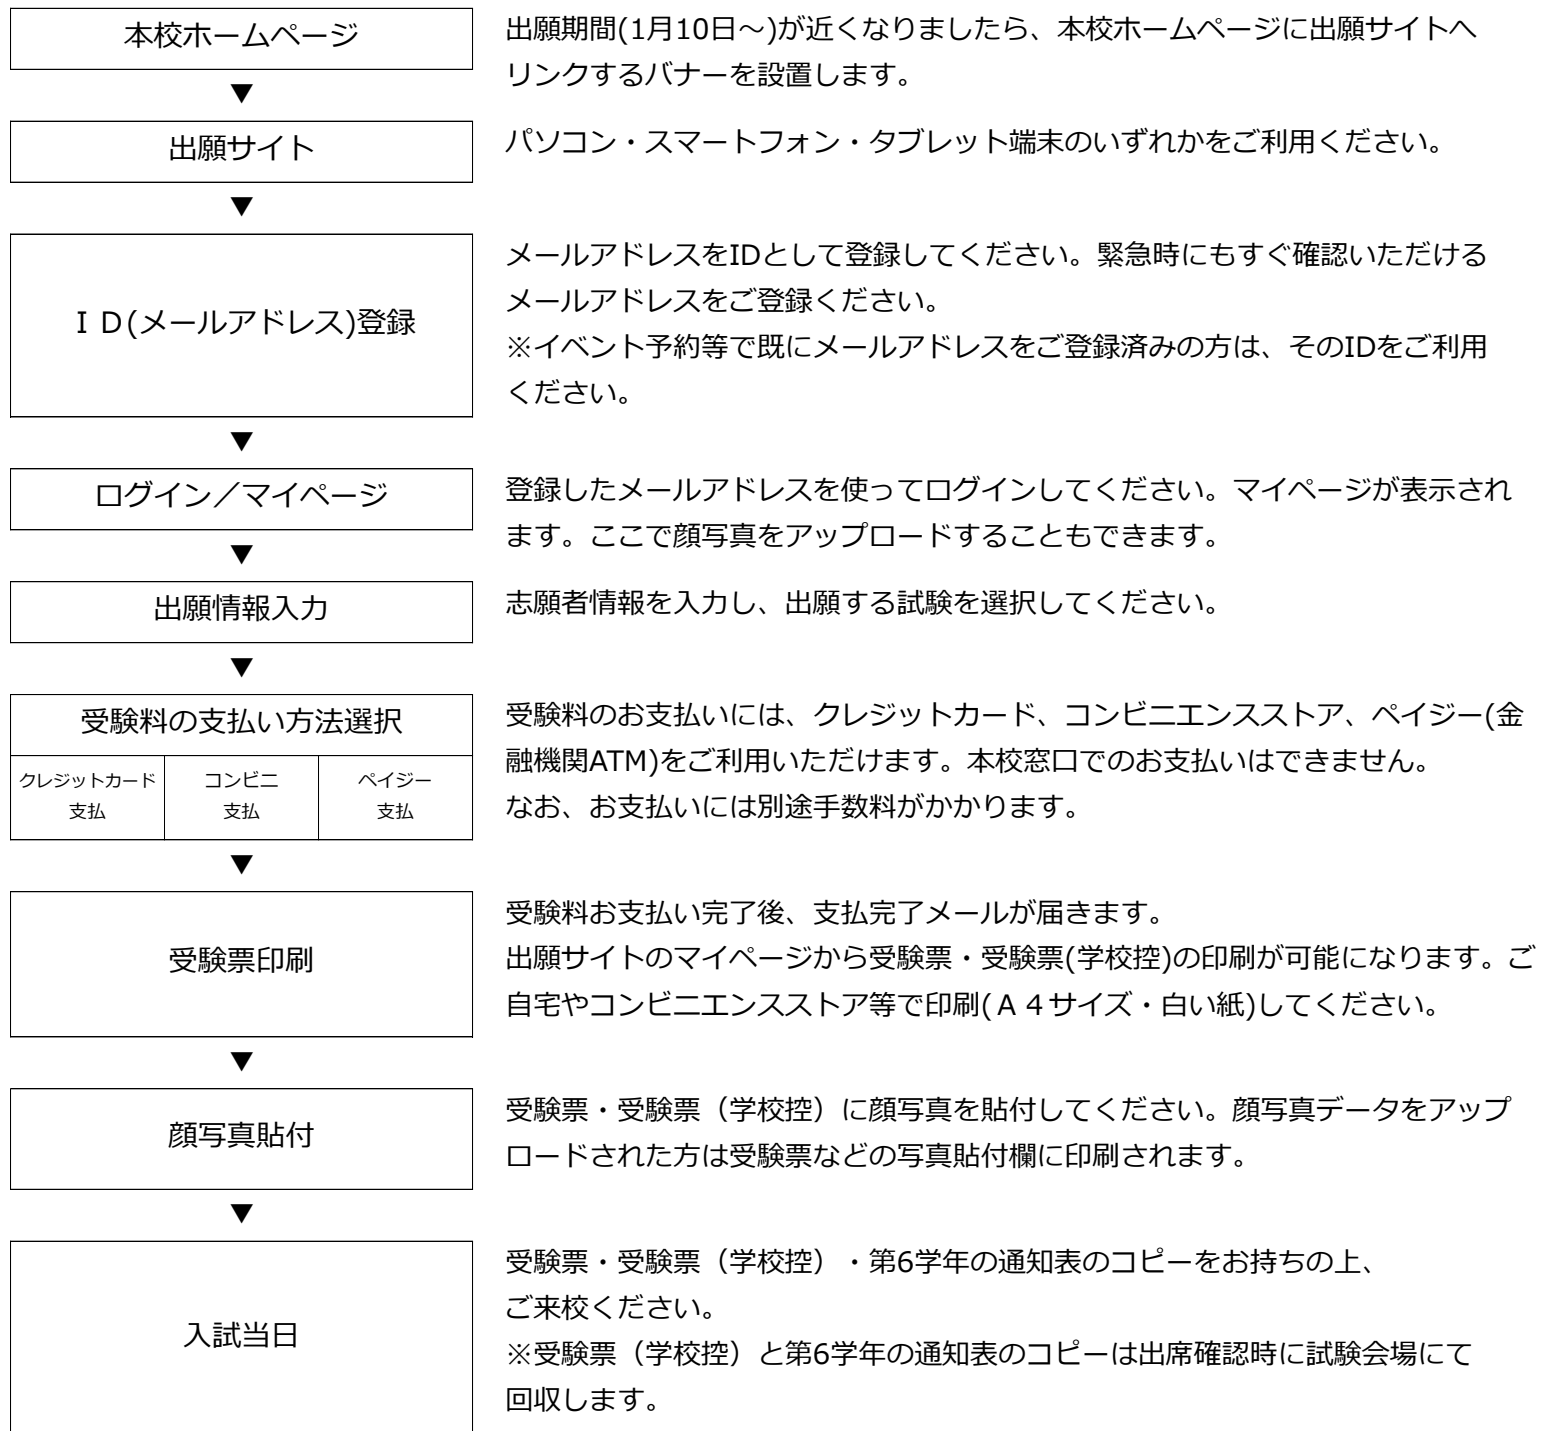 本校ホームページ
出願期間(1月10日～)が近くなりましたら、本校ホームページに出願サイトへ
リンクするバナーを設置します。
▼
出願サイト
パソコン・スマートフォン・タブレット端末のいずれかをご利用ください。
▼
ＩＤ(メールアドレス)登録
メールアドレスをIDとして登録してください。緊急時にもすぐ確認いただける
メールアドレスをご登録ください。
※イベント予約等で既にメールアドレスをご登録済みの方は、そのIDをご利用
ください。
▼
ログイン／マイページ
登録したメールアドレスを使ってログインしてください。マイページが表示され
ます。ここで顔写真をアップロードすることもできます。
▼
出願情報入力
志願者情報を入力し、出願する試験を選択してください。
▼
受験料の支払い方法選択
クレジットカード
支払
コンビニ
支払
ペイジー
支払
受験料のお支払いには、クレジットカード、コンビニエンスストア、ペイジー(金
融機関ATM)をご利用いただけます。本校窓口でのお支払いはできません。
なお、お支払いには別途手数料がかかります。
▼
受験票印刷
受験料お支払い完了後、支払完了メールが届きます。
出願サイトのマイページから受験票・受験票(学校控)の印刷が可能になります。ご
自宅やコンビニエンスストア等で印刷(Ａ４サイズ・白い紙)してください。
▼
顔写真貼付
受験票・受験票（学校控）に顔写真を貼付してください。顔写真データをアップ
ロードされた方は受験票などの写真貼付欄に印刷されます。
▼
入試当日
受験票・受験票（学校控）・第6学年の通知表のコピーをお持ちの上、
ご来校ください。
※受験票（学校控）と第6学年の通知表のコピーは出席確認時に試験会場にて
回収します。